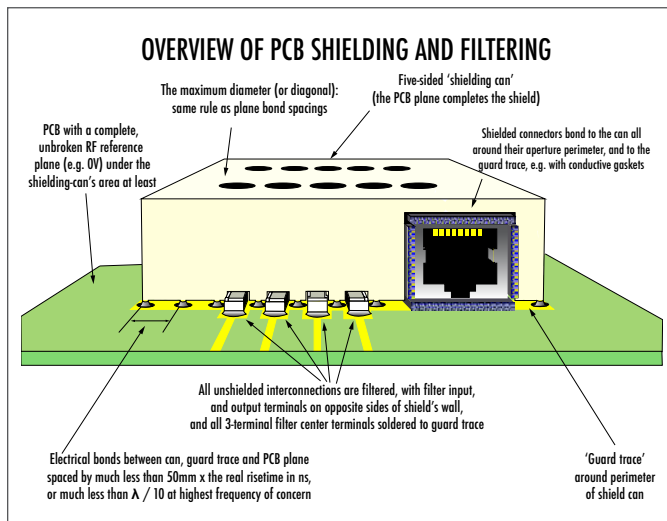 OVERVIEW OF PCB SHIELDING AND FILTERING
The maximum diameter (or diagonal):
same rule as plane bond spacings
Five-sided ‘shielding can’
(the PCB plane completes the shield)
PCB with a complete,
unbroken RF reference
plane (e.g. 0V) under the
shielding-can’s area at least
Shielded connectors bond to the can all
around their aperture perimeter, and to the
guard trace, e.g. with conductive gaskets
All unshielded interconnections are filtered, with filter input,
and output terminals on opposite sides of shield’s wall,
and all 3-terminal filter center terminals soldered to guard trace
Electrical bonds between can, guard trace and PCB plane
spaced by much less than 50mm x the real risetime in ns,
or much less than λ / 10 at highest frequency of concern
‘Guard trace’
around perimeter
of shield can